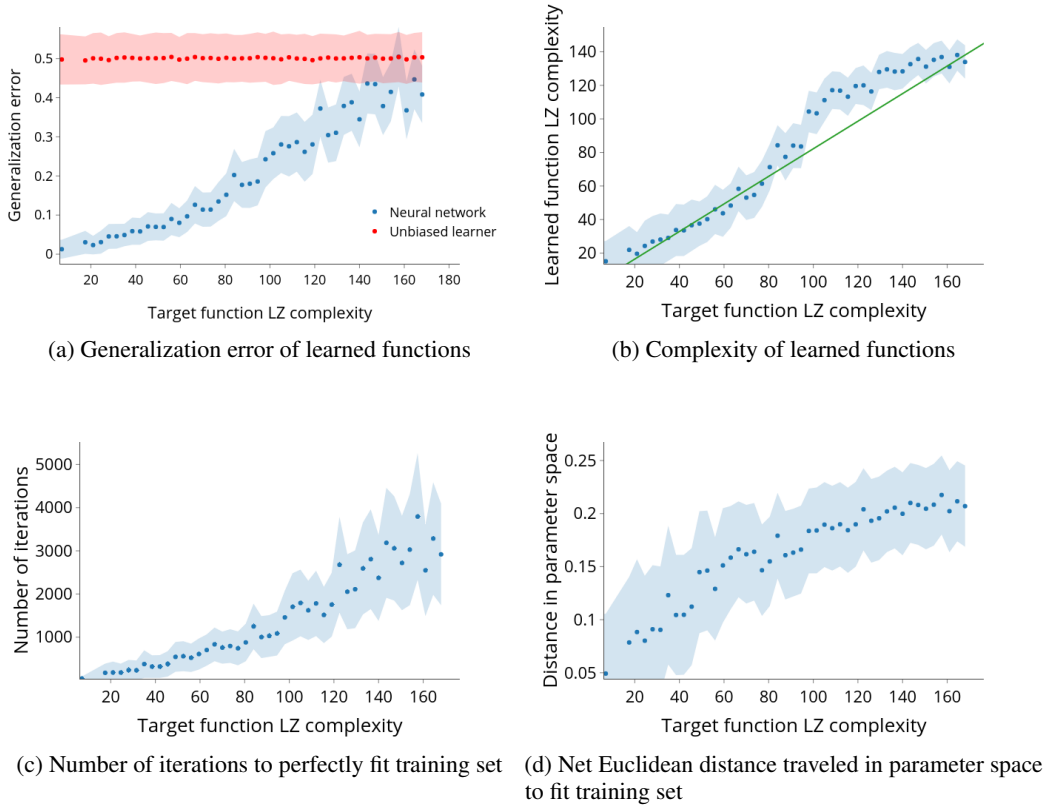 Generalization error
0.5
0.4
0.3
0.2
0.1
0
Neural network
Unbiased learner
20 40 60 80 100 120 140 160 180
Target function LZ complexity
(a) Generalization error of learned functions
Learned function LZ complexity
140
120
100
80
60
40
20
20 40 60 80 100 120 140 160
Target function LZ complexity
(b) Complexity of learned functions
Number of iterations
5000
4000
3000
2000
1000
20 40 60 80 100 120 140 160
Target function LZ complexity
(c) Number of iterations to perfectly fit training set
Distance in parameter space
0.25
0.2
0.15
0.1
0.05
20 40 60 80 100 120 140 160
Target function LZ complexity
(d) Net Euclidean distance traveled in parameter space
to fit training set